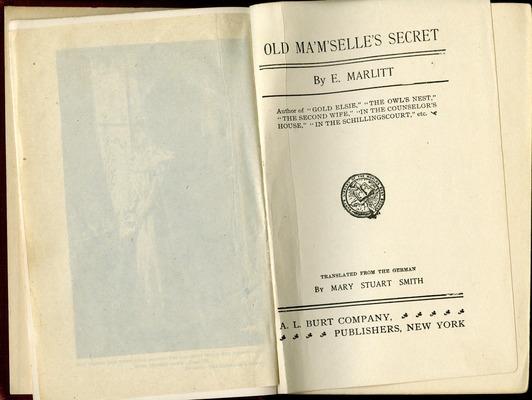 OLD MA'M'SELLE'S SECRET
By E. MARLITT
Author of "GOLD ELSIE," "THE OWL'S NEST,"
"THE SECOND WIFE," "IN THE COUNSELOR'S
HOUSE," "IN THE SCHILLINGSCOURT," etc.
TRANSLATED FROM THE GERMAN
By MARY STUART SMITH
A. L. BURT COMPANY,
PUBLISHERS, NEW YORK